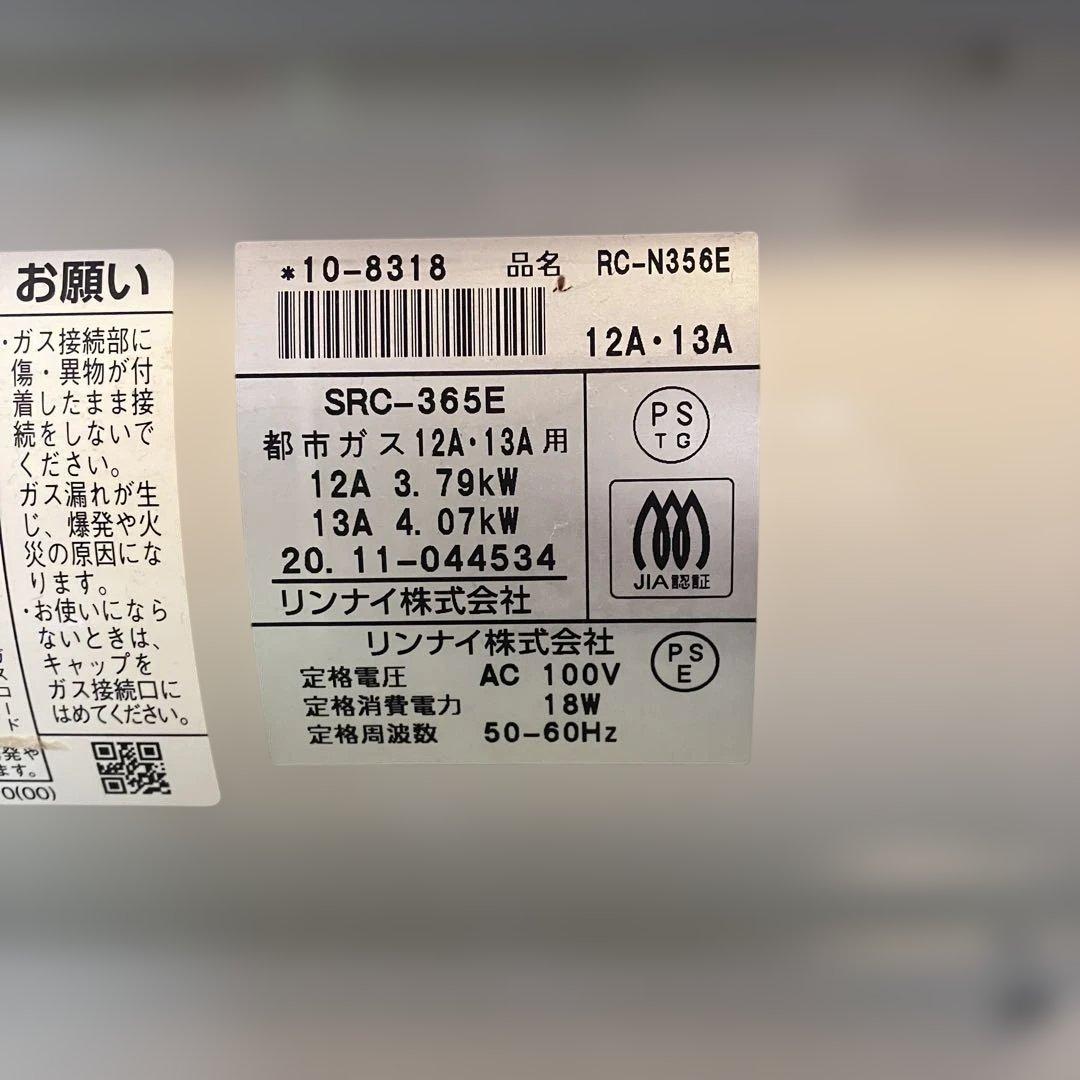 お願い
・ガス接続部に
傷・異物が付
着したまま接
続をしないで
ください。
ガス漏れが生
じ、爆発や火
災の原因にな
ります。
・お使いになら
ないときは、
キャップを
ガス接続口に
はめてください。
発や
ます。
0(00)
*10-8318 品名 RC-N356E
12A・13A
SRC-365E
都市ガス12A・13A用
12A 3.79kW
13A 4.07kW
20.11-044534
リンナイ株式会社
PS
TG
JIA認証
リンナイ株式会社
定格電圧 AC 100V
定格消費電力 18W
定格周波数 50-60Hz
PS
E